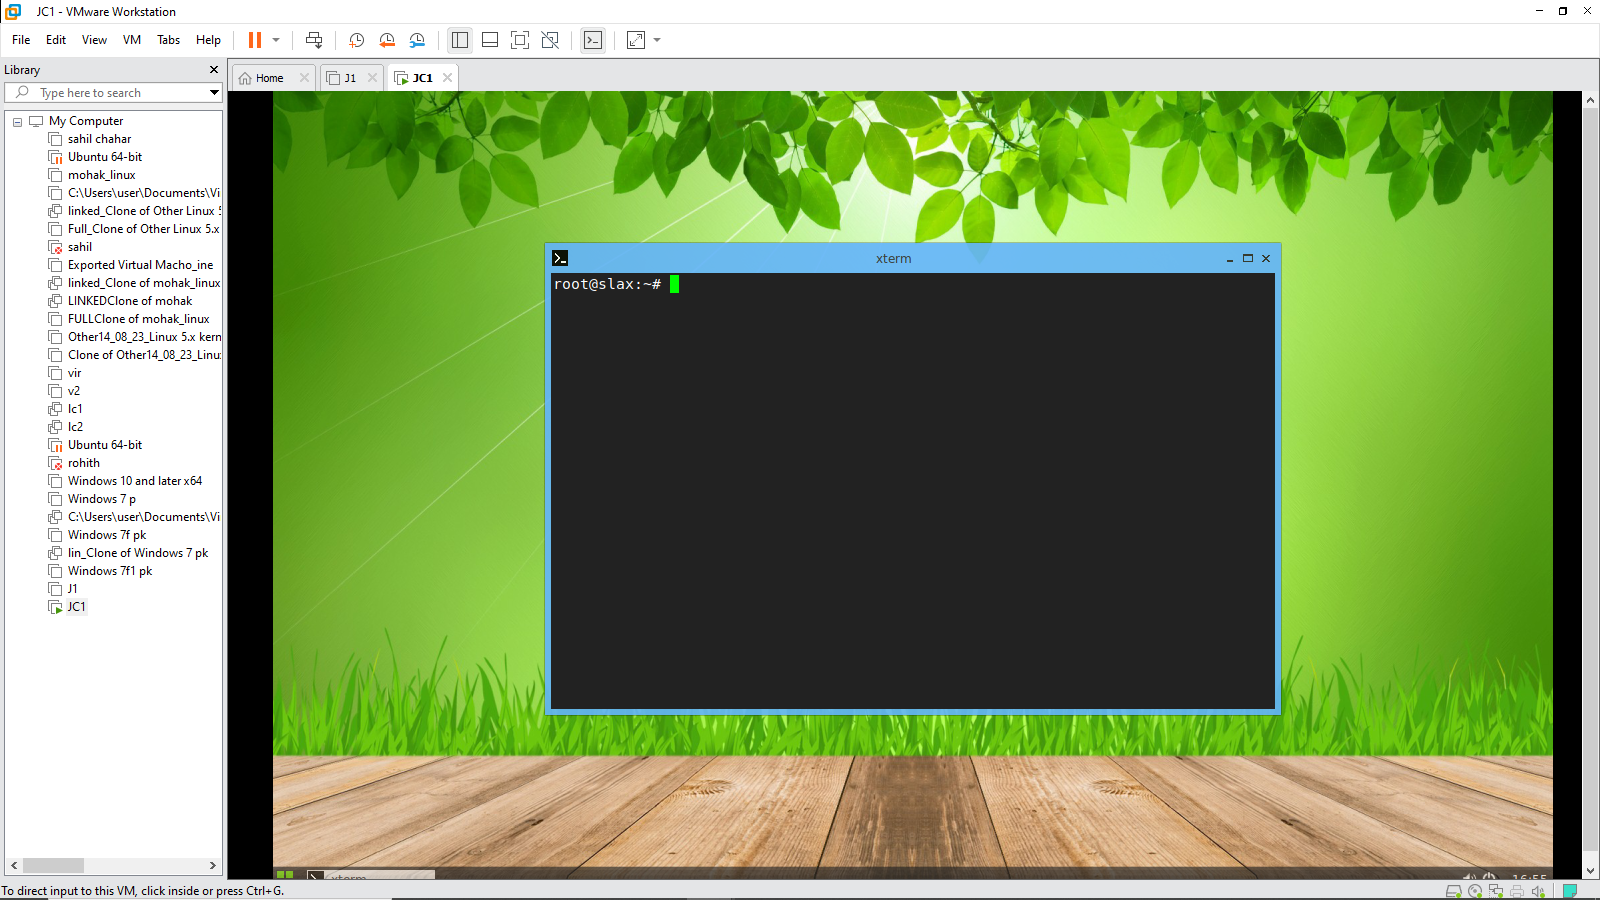 JC1 - VMware Workstation
File Edit View VM Tabs Help
Library
Type here to search
My Computer
sahil chahar
Ubuntu 64-bit
mohak_linux
C:\Users\user\Documents\Vi
linked_Clone of Other Linux 5
Full_Clone of Other Linux 5.x
sahil
Exported Virtual Macho_ine
linked_Clone of mohak_linux
LINKEDClone of mohak
FULLClone of mohak_linux
Other14_08_23_Linux 5.x kern
Clone of Other14_08_23_Linu
vir
v2
lc1
lc2
Ubuntu 64-bit
rohith
Windows 10 and later x64
Windows 7 p
C:\Users\user\Documents\Vi
Windows 7f pk
lin_Clone of Windows 7 pk
Windows 7f1 pk
J1
JC1
Home J1 JC1
xterm
root@slax:~#
xterm 16:55
To direct input to this VM, click inside or press Ctrl+G.